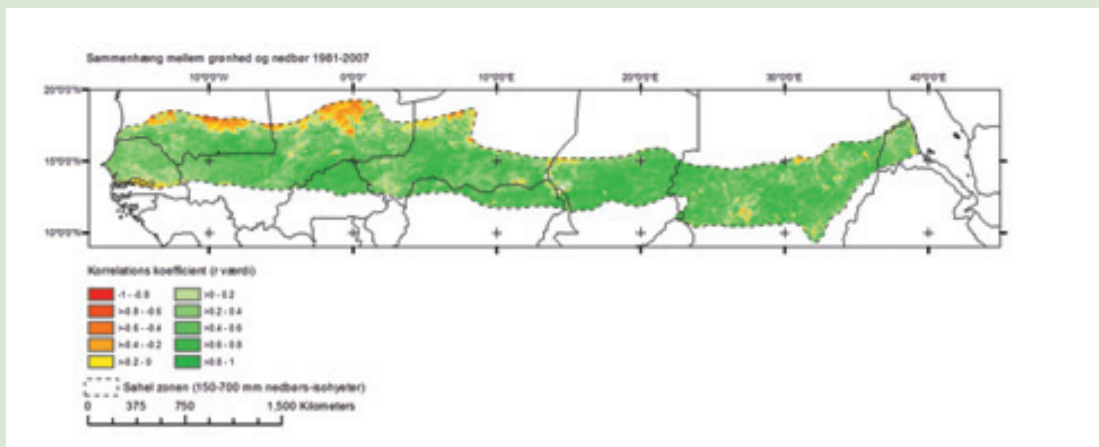 Sammenhæng mellem grønhed og nedbør 1981-2007
10°0'0"W 0°0'0" 10°0'0"E 20°0'0"E 30°0'0"E 40°0'0"E
20°0'0"N
15°0'0"N
10°0'0"N
Korrelations koefficient (r værdi)
-1 - -0.8 >0 - 0.2
>-0.8 - -0.6 >0.2 - 0.4
>-0.6 - -0.4 >0.4 - 0.6
>-0.4 - -0.2 >0.6 - 0.8
>-0.2 - 0 >0.8 - 1
Sahel zonen (150-700 mm nedbørs-isohyeter)
0 375 750 1,500 Kilometers